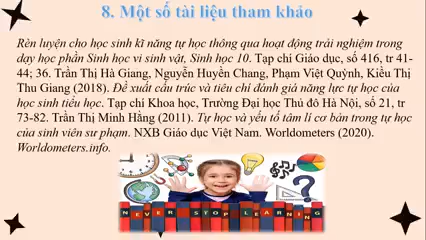 8. Một số tài liệu tham khảo
Rèn luyện cho học sinh kĩ năng tự học thông qua hoạt động trải nghiệm trong
dạy học phần Sinh học vi sinh vật, Sinh học 10. Tạp chí Giáo dục, số 416, tr 41-
44; 36. Trần Thị Hà Giang, Nguyễn Huyền Chang, Phạm Việt Quỳnh, Kiều Thị
Thu Giang (2018). Đề xuất cấu trúc và tiêu chí đánh giá năng lực tự học của
học sinh tiểu học. Tạp chí Khoa học, Trường Đại học Thủ đô Hà Nội, số 21, tr
73-82. Trần Thị Minh Hằng (2011). Tự học và yếu tố tâm lí cơ bản trong tự học
của sinh viên sư phạm. NXB Giáo dục Việt Nam. Worldometers (2020).
Worldometers.info.
NEVER STOP LEARNING